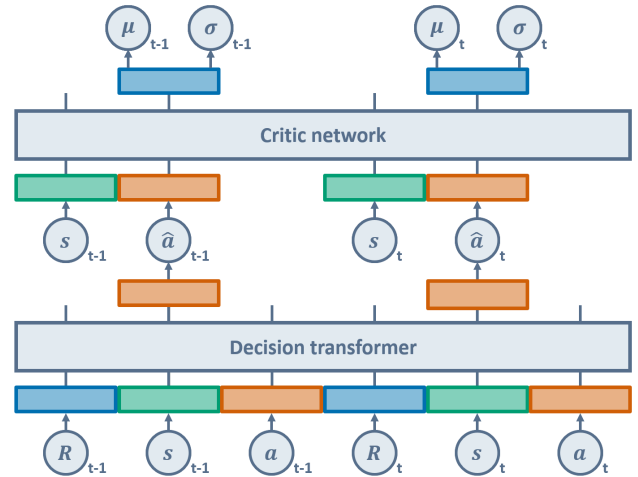 μ t-1 σ t-1 μ t σ t
Critic network
s t-1 â t-1 s t â t
Decision transformer
R t-1 s t-1 a t-1 R t s t a t